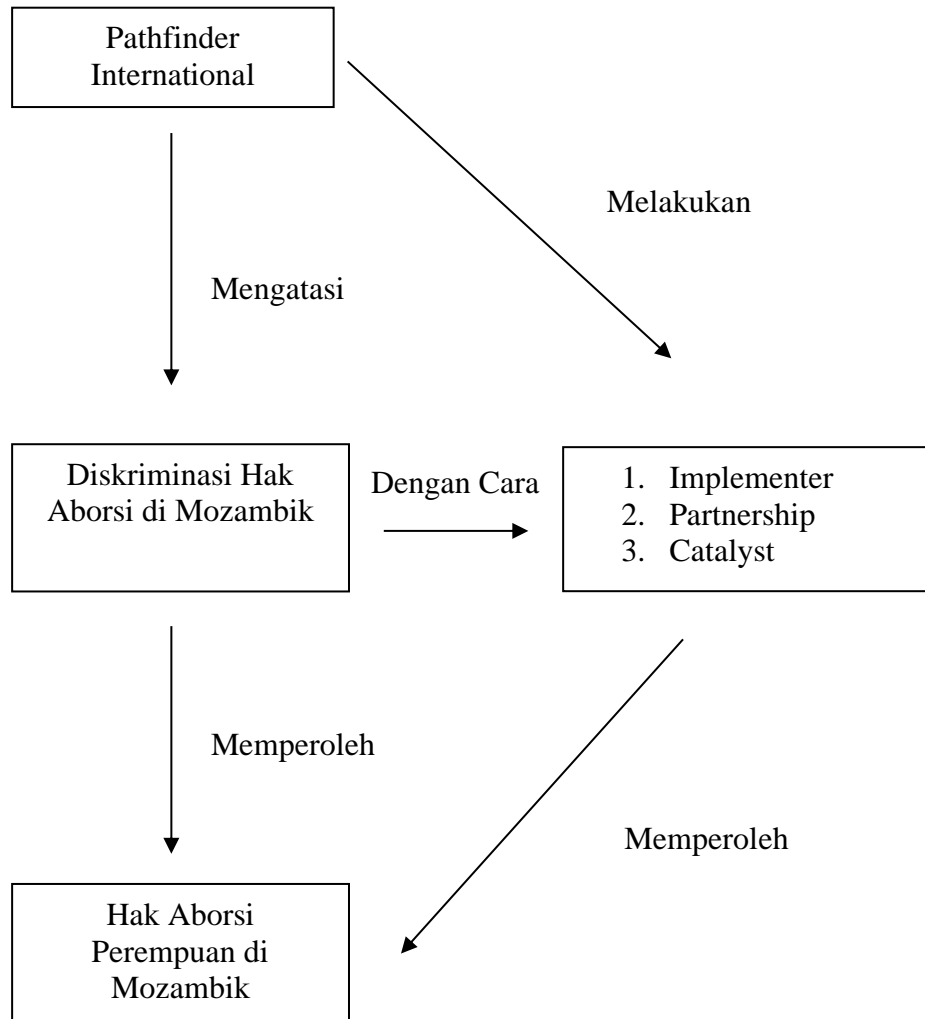 Pathfinder
International
Melakukan
Mengatasi
Diskriminasi Hak
Aborsi di Mozambik
Dengan Cara
1. Implementer
2. Partnership
3. Catalyst
Memperoleh
Memperoleh
Hak Aborsi
Perempuan di
Mozambik